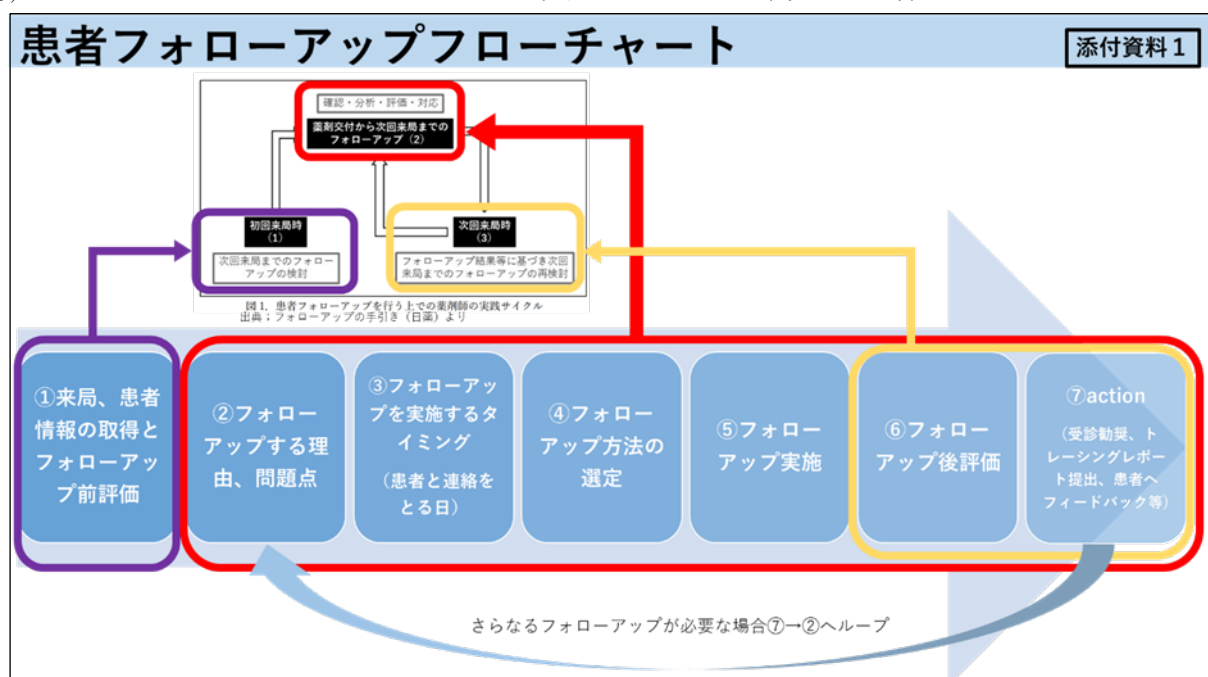 患者フォローアップフローチャート
添付資料1
確認・分析・評価・対応
薬剤交付から次回来局までの
フォローアップ(2)
初回来局時
(1)
次回来局までのフォロー
アップの検討
次回来局時
(3)
フォローアップ結果等に基づき次回
来局までのフォローアップの再検討
図1. 患者フォローアップを行う上での薬剤師の実践サイクル
出典;フォローアップの手引き(日薬)より
①来局、患者
情報の取得と
フォローアッ
プ前評価
②フォロー
アップする理
由、問題点
③フォローアッ
プを実施するタ
イミング
(患者と連絡を
とる日)
④フォロー
アップ方法の
選定
⑤フォロー
アップ実施
⑥フォロー
アップ後評価
⑦action
(受診勧奨、ト
レーシングレポー
ト提出、患者へ
フィードバック等)
さらなるフォローアップが必要な場合⑦→②へループ